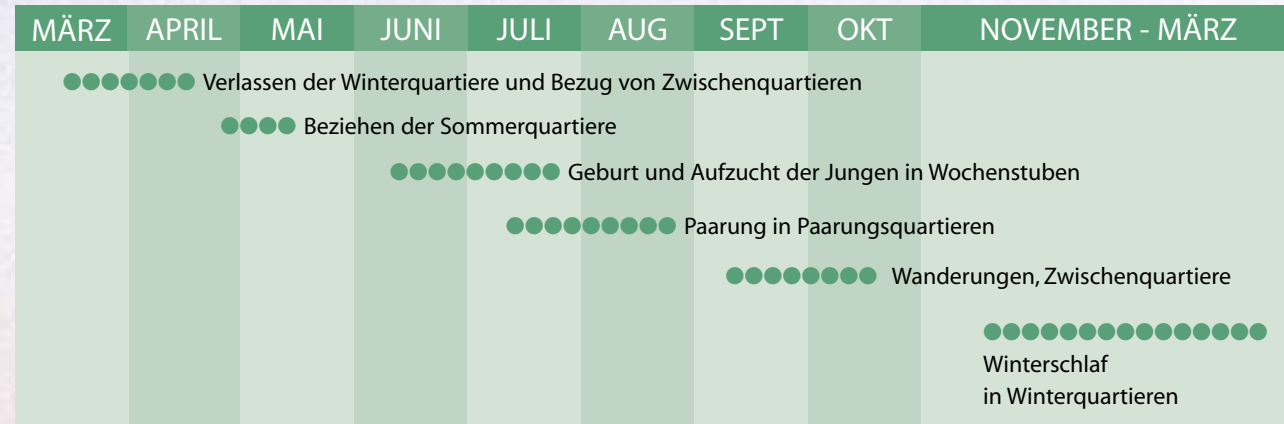 MÄRZ APRIL MAI JUNI JULI AUG SEPT OKT NOVEMBER - MÄRZ
Verlassen der Winterquartiere und Bezug von Zwischenquartieren
Beziehen der Sommerquartiere
Geburt und Aufzucht der Jungen in Wochenstuben
Paarung in Paarungsquartieren
Wanderungen, Zwischenquartiere
Winterschlaf
in Winterquartieren